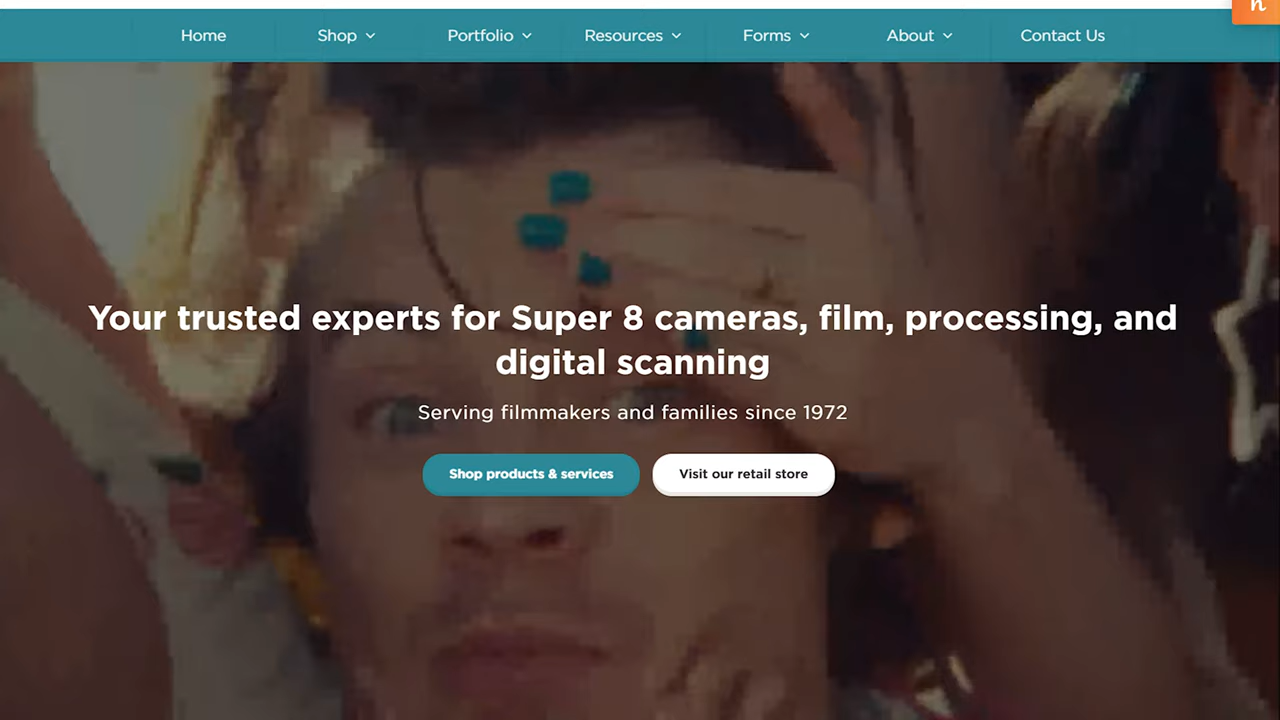 Home Shop Portfolio Resources Forms About Contact Us
Your trusted experts for Super 8 cameras, film, processing, and
digital scanning
Serving filmmakers and families since 1972
Shop products & services Visit our retail store